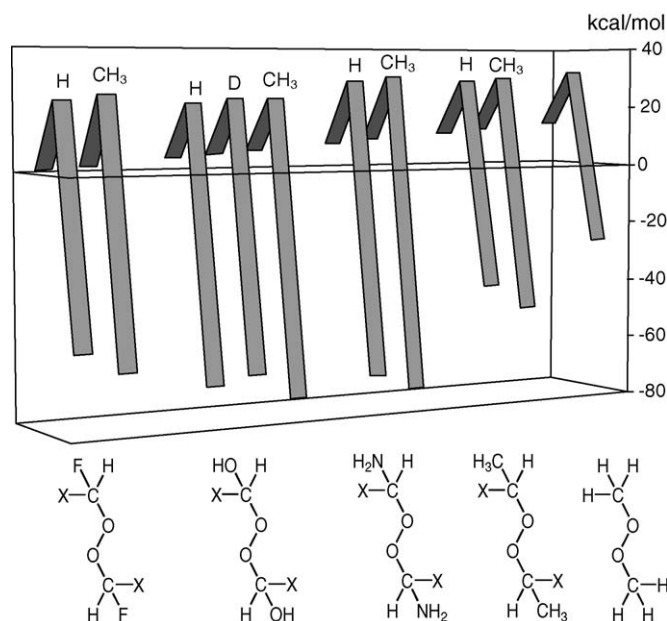 kcal/mol
40
20
0
-20
-40
-60
-80
H CH₃ H D CH₃ H CH₃ H CH₃
F H
X C
O
O
C X
H F
HO H
X C
O
O
C X
H OH
H₂N H
X C
O
O
C X
H NH₂
H₃C H
X C
O
O
C X
H CH₃
H H
H C
O
O
C H
H H